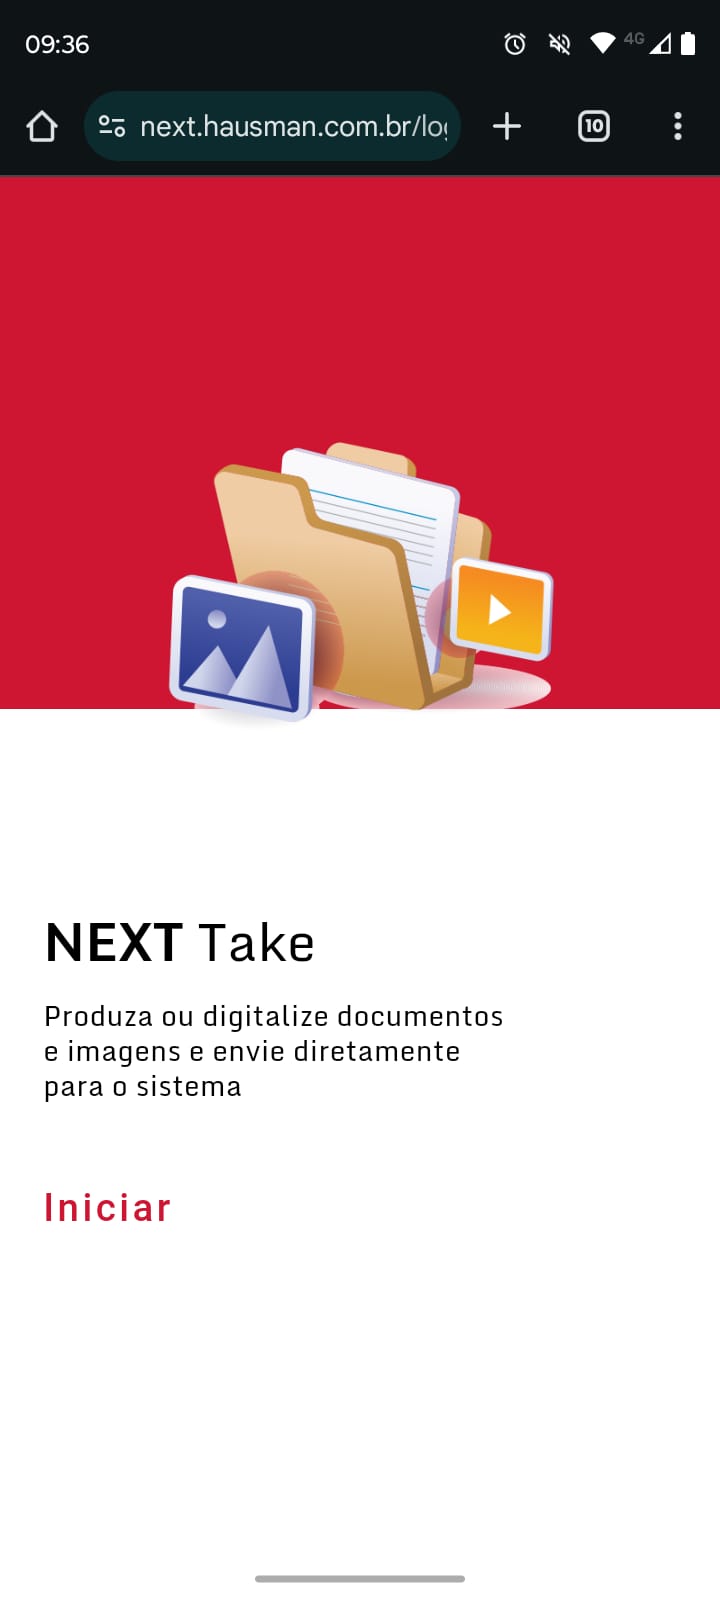 09:36
4G
next.hausman.com.br/log
10
NEXT Take
Produza ou digitalize documentos
e imagens e envie diretamente
para o sistema
Iniciar